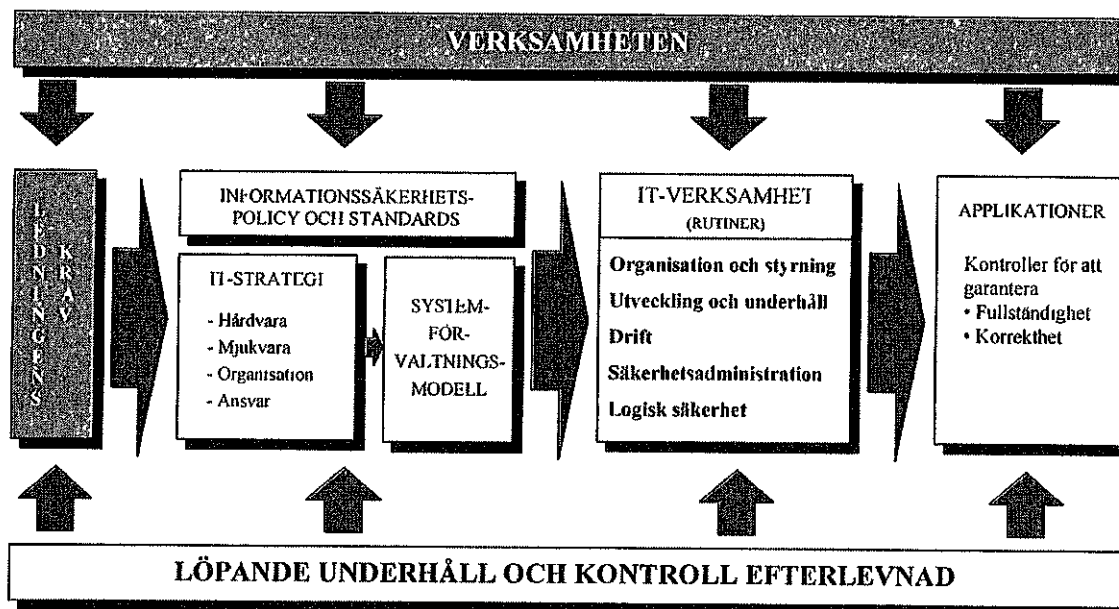 VERKSAMHETEN
LEDNINGENS
KRAV
INFORMATIONSSÄKERHETS-
POLICY OCH STANDARDS
IT-STRATEGI
- Hårdvara
- Mjukvara
- Organisation
- Ansvar
SYSTEM-
FÖR-
VALTNINGS-
MODELL
IT-VERKSAMHET
(RUTINER)
Organisation och styrning
Utveckling och underhåll
Drift
Säkerhetsadministration
Logisk säkerhet
APPLIKATIONER
Kontroller för att
garantera
• Fullständighet
• Korrekthet
LÖPANDE UNDERHÅLL OCH KONTROLL EFTERLEVNAD